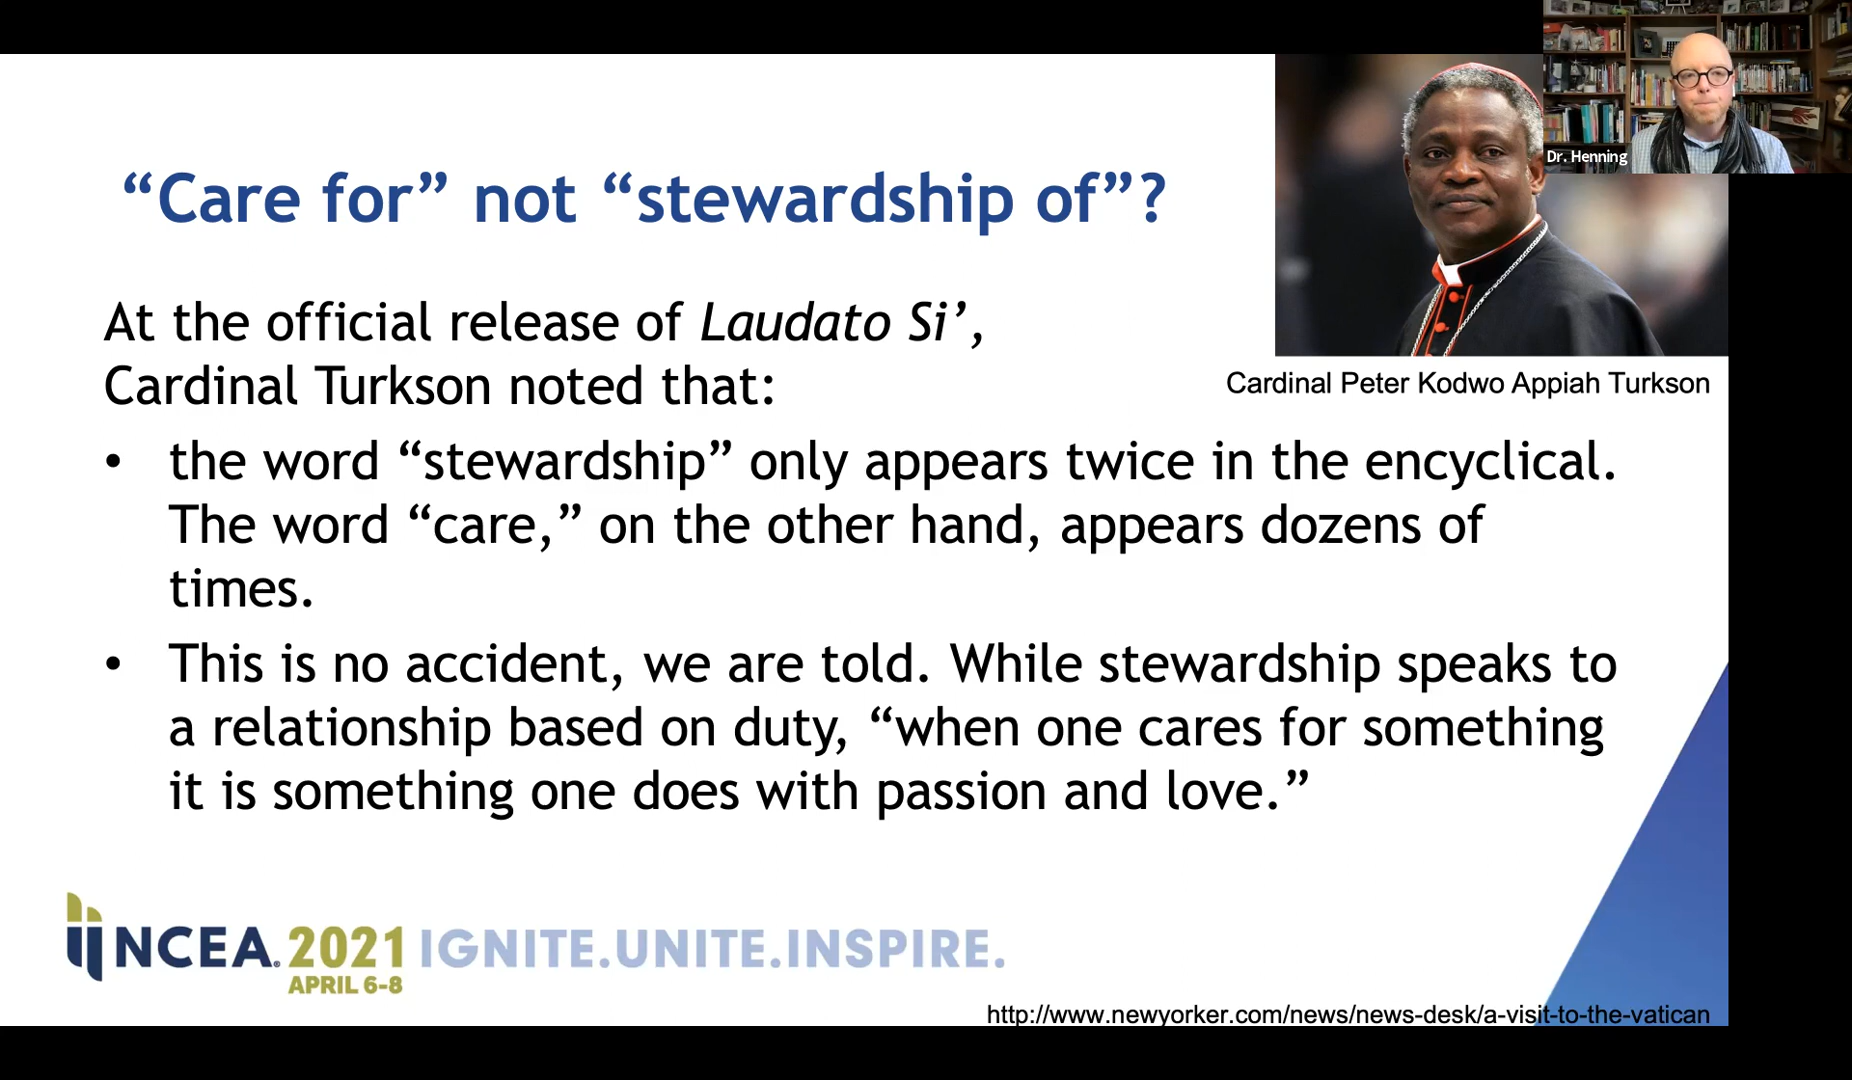 Dr. Henning
“Care for” not “stewardship of”?
At the official release of Laudato Si’,
Cardinal Turkson noted that:
Cardinal Peter Kodwo Appiah Turkson
• the word “stewardship” only appears twice in the encyclical.
The word “care,” on the other hand, appears dozens of
times.
• This is no accident, we are told. While stewardship speaks to
a relationship based on duty, “when one cares for something
it is something one does with passion and love.”
NCEA® 2021 IGNITE.UNITE.INSPIRE.
APRIL 6-8
http://www.newyorker.com/news/news-desk/a-visit-to-the-vatican